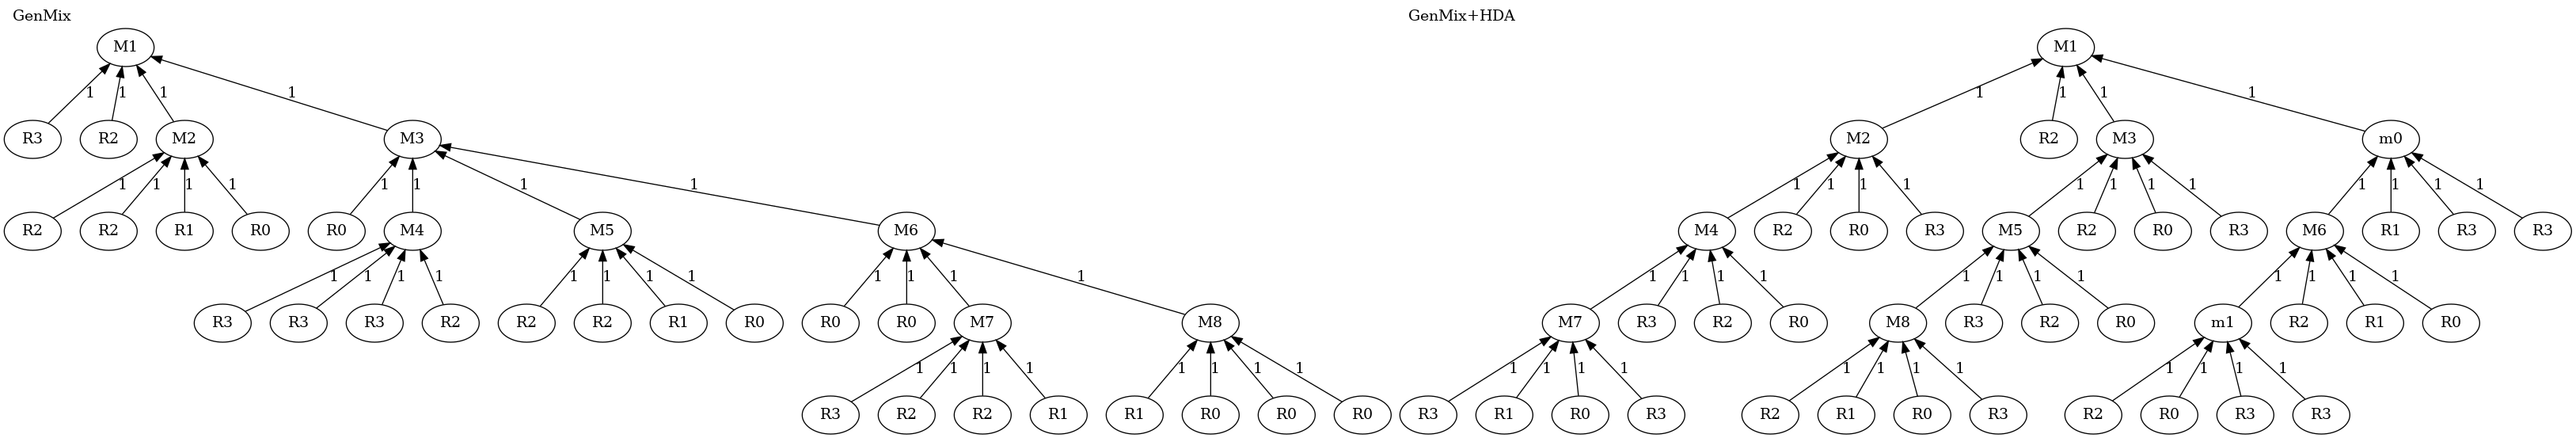 GenMix GenMix+HDA
M1 M1
1 1 1 1 1 1 1 1
R3 R2 M2 M3 M2 R2 M3 m0
1 1 1 1 1 1 1 1 1 1 1 1 1 1 1 1 1 1 1 1
R2 R2 R1 R0 R0 M4 M5 M6 M4 R2 R0 R3 M5 R2 R0 R3 M6 R1 R3 R3
1 1 1 1 1 1 1 1 1 1 1 1 1 1 1 1 1 1 1 1 1 1 1 1
R3 R3 R3 R2 R2 R2 R1 R0 R0 R0 M7 M8 M7 R3 R2 R0 M8 R3 R2 R0 m1 R2 R1 R0
1 1 1 1 1 1 1 1 1 1 1 1 1 1 1 1 1 1 1 1
R3 R2 R2 R1 R1 R0 R0 R0 R3 R1 R0 R3 R2 R1 R0 R3 R2 R0 R3 R3